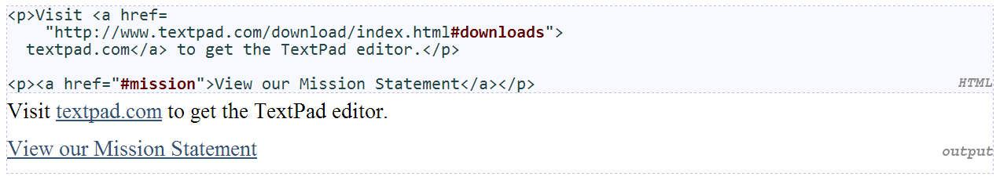 <p>Visit <a href=
    "http://www.textpad.com/download/index.html#downloads">
  textpad.com</a> to get the TextPad editor.</p>
<p><a href="#mission">View our Mission Statement</a></p>
HTML
Visit textpad.com to get the TextPad editor.
View our Mission Statement
output